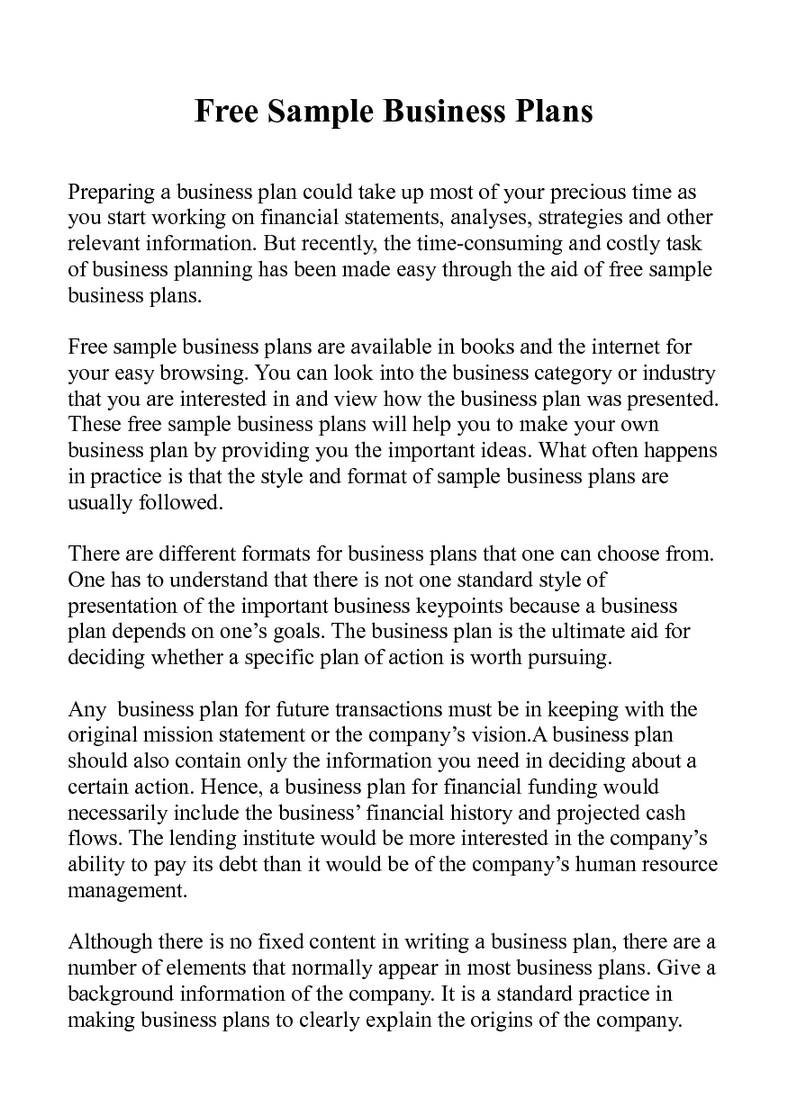 Free Sample Business Plans
Preparing a business plan could take up most of your precious time as
you start working on financial statements, analyses, strategies and other
relevant information. But recently, the time-consuming and costly task
of business planning has been made easy through the aid of free sample
business plans.
Free sample business plans are available in books and the internet for
your easy browsing. You can look into the business category or industry
that you are interested in and view how the business plan was presented.
These free sample business plans will help you to make your own
business plan by providing you the important ideas. What often happens
in practice is that the style and format of sample business plans are
usually followed.
There are different formats for business plans that one can choose from.
One has to understand that there is not one standard style of
presentation of the important business keypoints because a business
plan depends on one’s goals. The business plan is the ultimate aid for
deciding whether a specific plan of action is worth pursuing.
Any  business plan for future transactions must be in keeping with the
original mission statement or the company’s vision.A business plan
should also contain only the information you need in deciding about a
certain action. Hence, a business plan for financial funding would
necessarily include the business’ financial history and projected cash
flows. The lending institute would be more interested in the company’s
ability to pay its debt than it would be of the company’s human resource
management.
Although there is no fixed content in writing a business plan, there are a
number of elements that normally appear in most business plans. Give a
background information of the company. It is a standard practice in
making business plans to clearly explain the origins of the company.